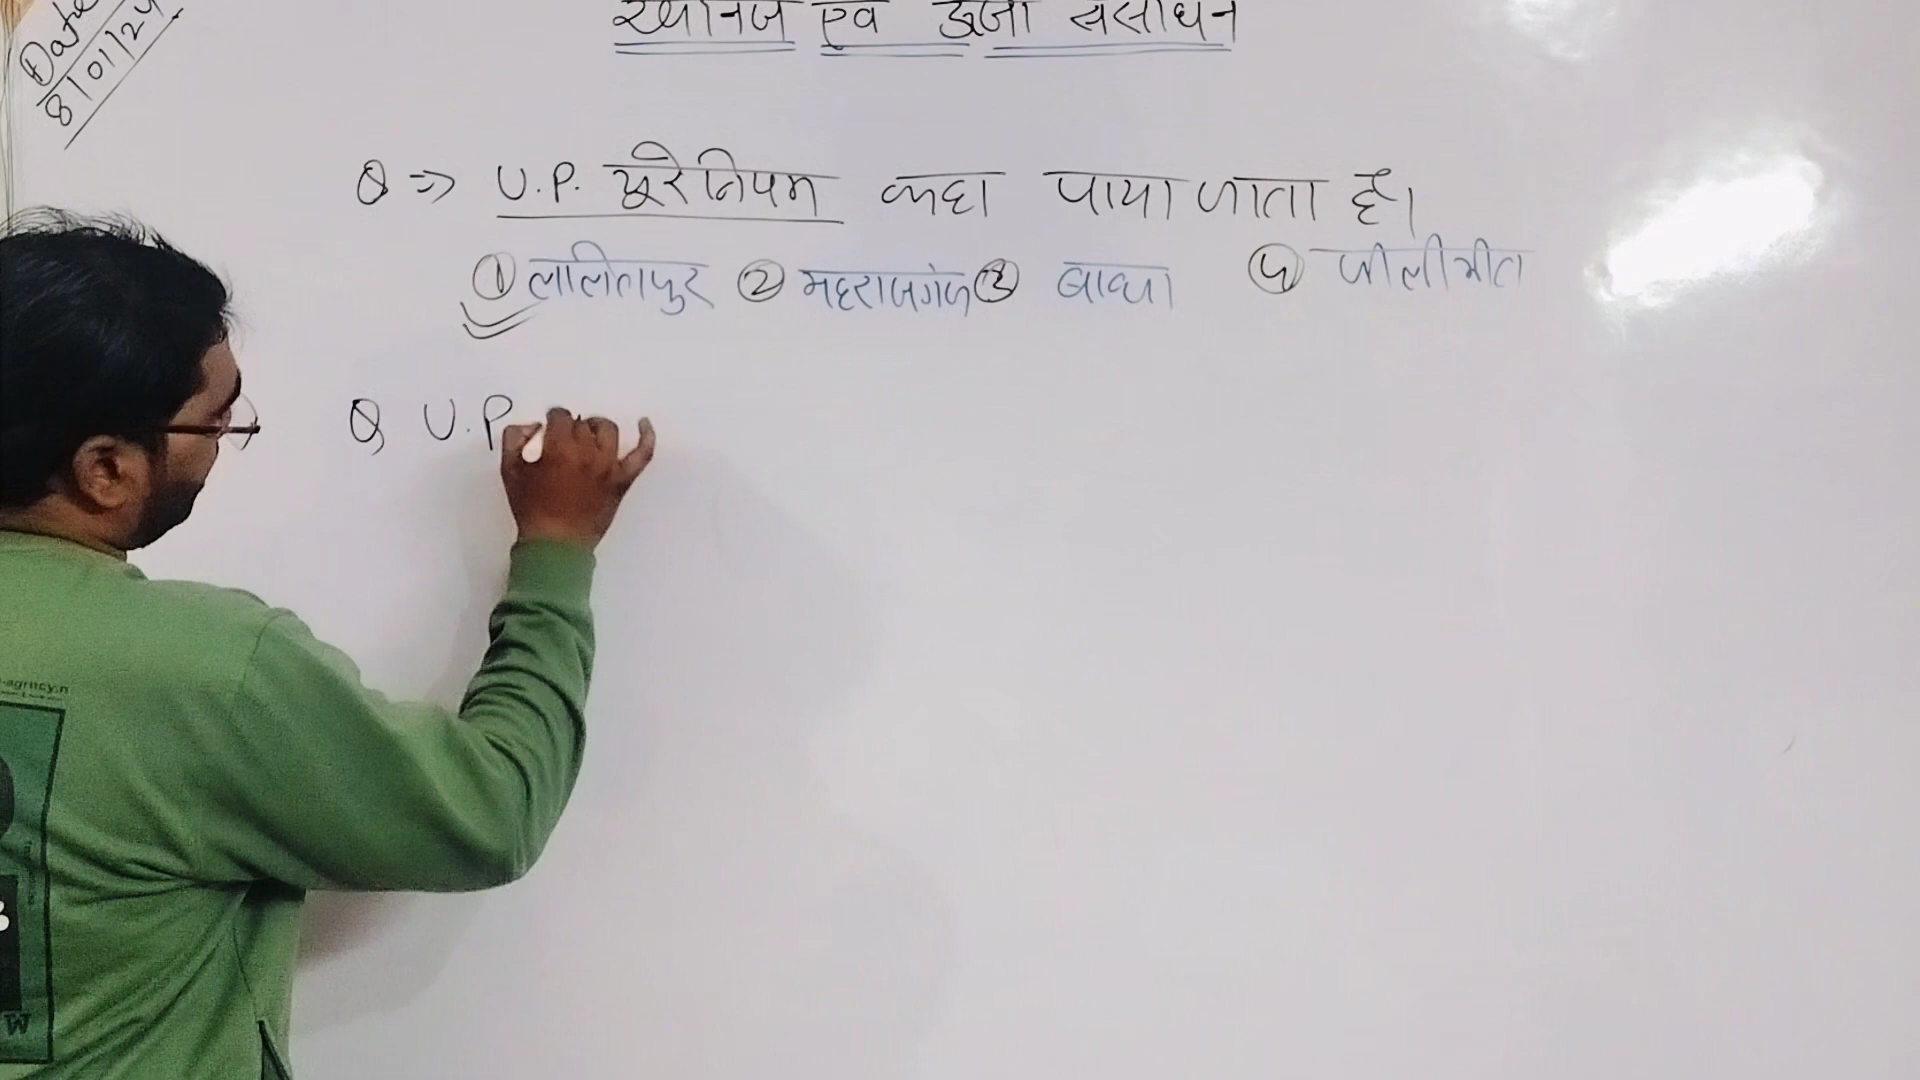 Date
8/01/24
खनिज एवं ऊर्जा संसाधन
Q ⇒ U.P. यूरेनियम कहा पाया जाता है।
① ललितपुर ② महराजगंज ③ बान्धा ④ पीलीभीत
Q U.P
W